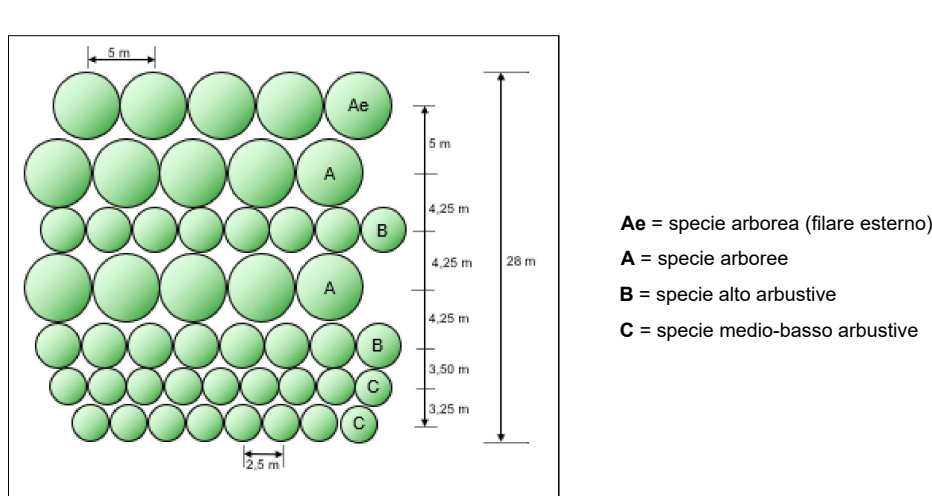 5 m
Ae
5 m
A
4,25 m
B
4,25 m
28 m
A
4,25 m
B
3,50 m
C
3,25 m
C
2,5 m
Ae = specie arborea (filare esterno)
A = specie arboree
B = specie alto arbustive
C = specie medio-basso arbustive